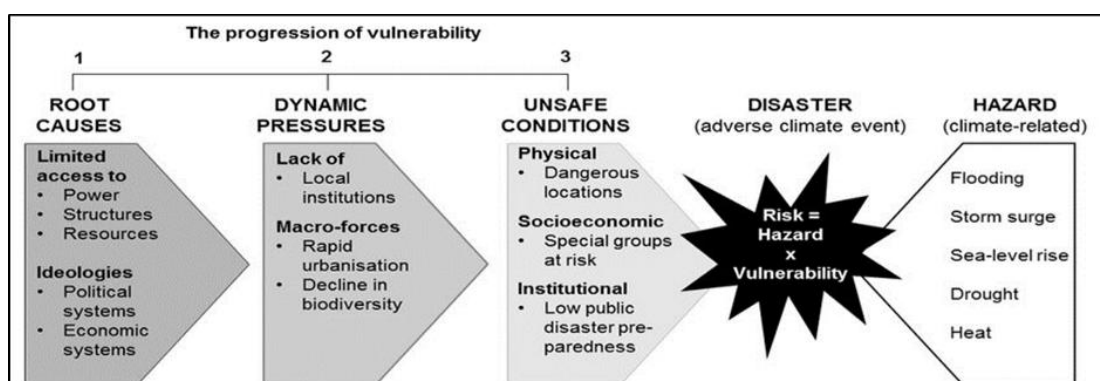 The progression of vulnerability
1
2
3
ROOT
CAUSES
Limited
access to
• Power
• Structures
• Resources
Ideologies
• Political
systems
• Economic
systems
DYNAMIC
PRESSURES
Lack of
• Local
institutions
Macro-forces
• Rapid
urbanisation
• Decline in
biodiversity
UNSAFE
CONDITIONS
Physical
• Dangerous
locations
Socioeconomic
• Special groups
at risk
Institutional
• Low public
disaster pre-
paredness
DISASTER
(adverse climate event)
Risk =
Hazard
x
Vulnerability
HAZARD
(climate-related)
Flooding
Storm surge
Sea-level rise
Drought
Heat